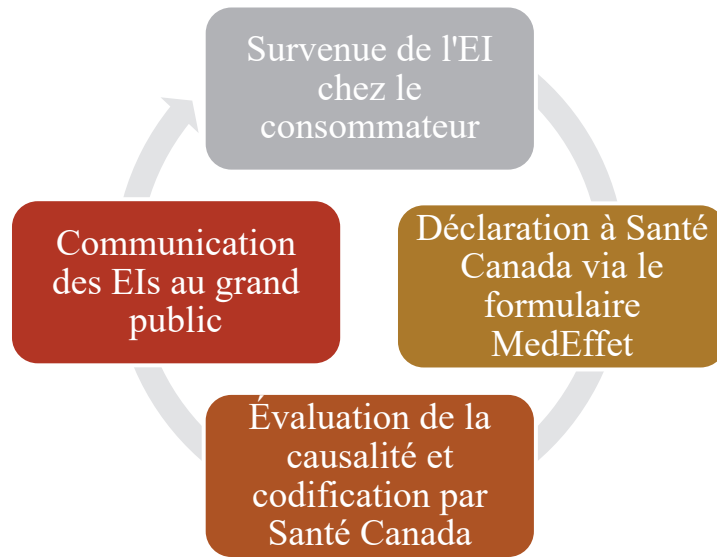 Survenue de l'EI
chez le
consommateur
Déclaration à Santé
Canada via le
formulaire
MedEffet
Évaluation de la
causalité et
codification par
Santé Canada
Communication
des EIs au grand
public